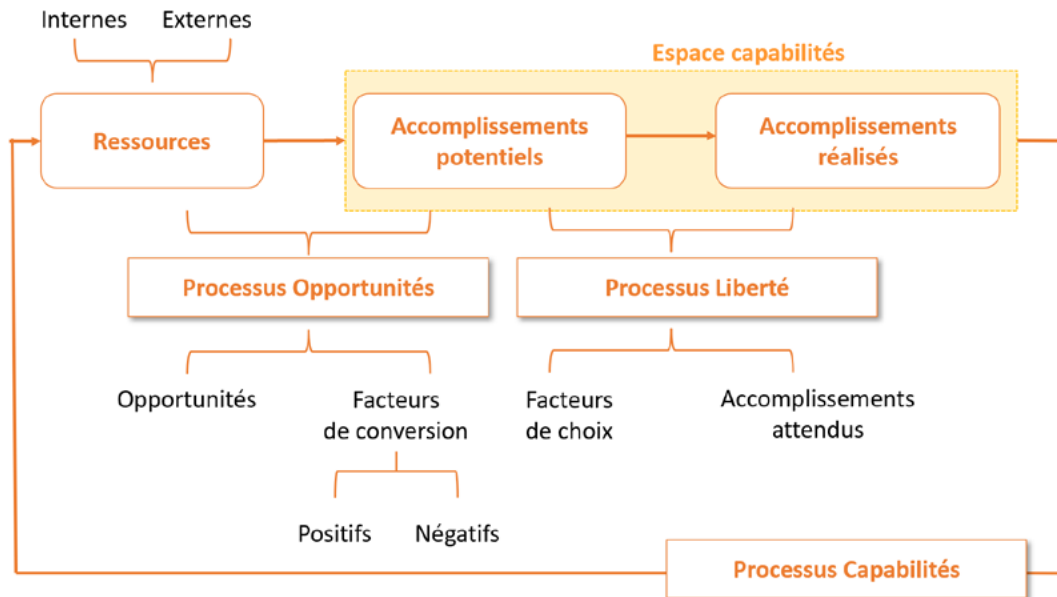 Internes
Externes
Espace capabilités
Ressources
Accomplissements
potentiels
Accomplissements
réalisés
Processus Opportunités
Processus Liberté
Opportunités
Facteurs
de conversion
Facteurs
de choix
Accomplissements
attendus
Positifs
Négatifs
Processus Capabilités